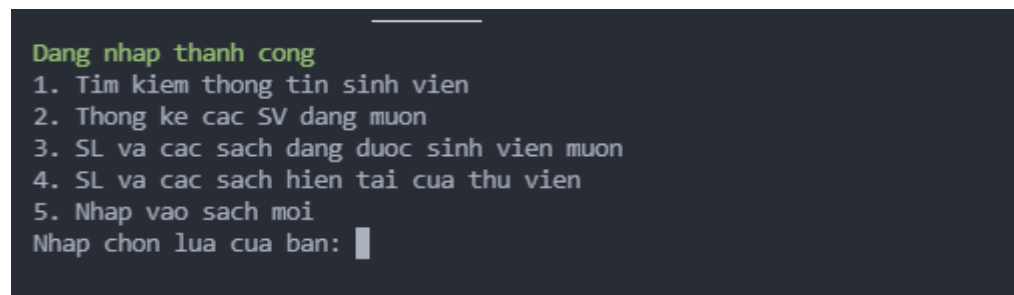 Dang nhap thanh cong
1. Tim kiem thong tin sinh vien
2. Thong ke cac SV dang muon
3. SL va cac sach dang duoc sinh vien muon
4. SL va cac sach hien tai cua thu vien
5. Nhap vao sach moi
Nhap chon lua cua ban: